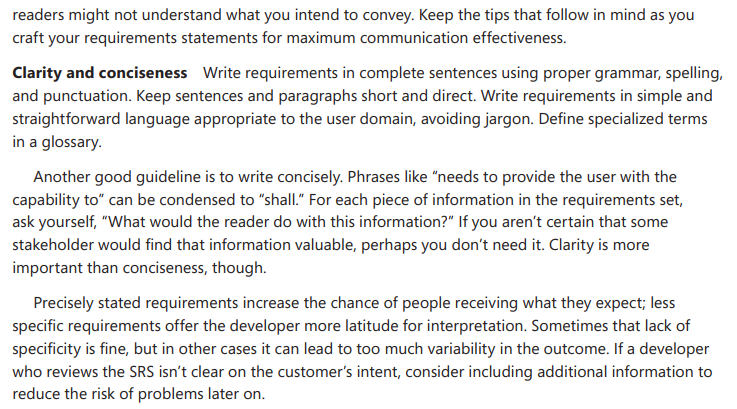 readers might not understand what you intend to convey. Keep the tips that follow in mind as you
craft your requirements statements for maximum communication effectiveness.
Clarity and conciseness Write requirements in complete sentences using proper grammar, spelling,
and punctuation. Keep sentences and paragraphs short and direct. Write requirements in simple and
straightforward language appropriate to the user domain, avoiding jargon. Define specialized terms
in a glossary.
Another good guideline is to write concisely. Phrases like “needs to provide the user with the
capability to” can be condensed to “shall.” For each piece of information in the requirements set,
ask yourself, “What would the reader do with this information?” If you aren’t certain that some
stakeholder would find that information valuable, perhaps you don’t need it. Clarity is more
important than conciseness, though.
Precisely stated requirements increase the chance of people receiving what they expect; less
specific requirements offer the developer more latitude for interpretation. Sometimes that lack of
specificity is fine, but in other cases it can lead to too much variability in the outcome. If a developer
who reviews the SRS isn’t clear on the customer’s intent, consider including additional information to
reduce the risk of problems later on.